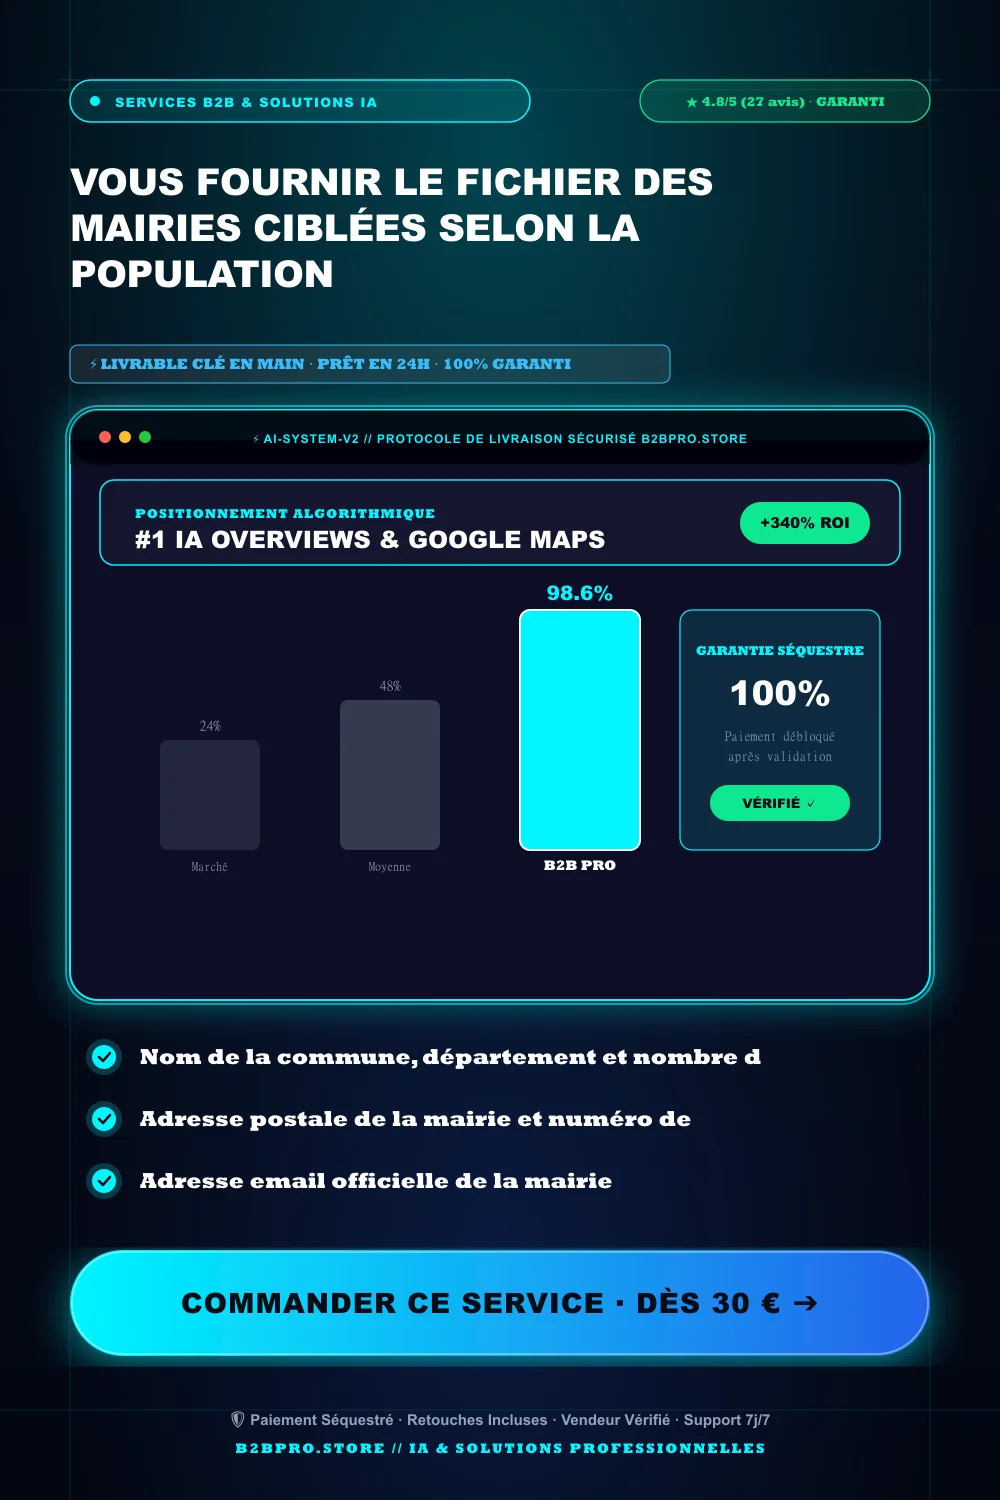 SERVICES B2B & SOLUTIONS IA
★ 4.8/5 (27 avis) · GARANTI
VOUS FOURNIR LE FICHIER DES
MAIRIES CIBLÉES SELON LA
POPULATION
⚡ LIVRABLE CLÉ EN MAIN · PRÊT EN 24H · 100% GARANTI
⚡ AI-SYSTEM-V2 // PROTOCOLE DE LIVRAISON SÉCURISÉ B2BPRO.STORE
POSITIONNEMENT ALGORITHMIQUE
#1 IA OVERVIEWS & GOOGLE MAPS
+340% ROI
24%
Marché
48%
Moyenne
98.6%
B2B PRO
GARANTIE SÉQUESTRE
100%
Paiement débloqué
après validation
VÉRIFIÉ ✓
Nom de la commune, département et nombre d
Adresse postale de la mairie et numéro de
Adresse email officielle de la mairie
COMMANDER CE SERVICE · DÈS 30 € →
🛡 Paiement Séquestré · Retouches Incluses · Vendeur Vérifié · Support 7j/7
B2BPRO.STORE // IA & SOLUTIONS PROFESSIONNELLES